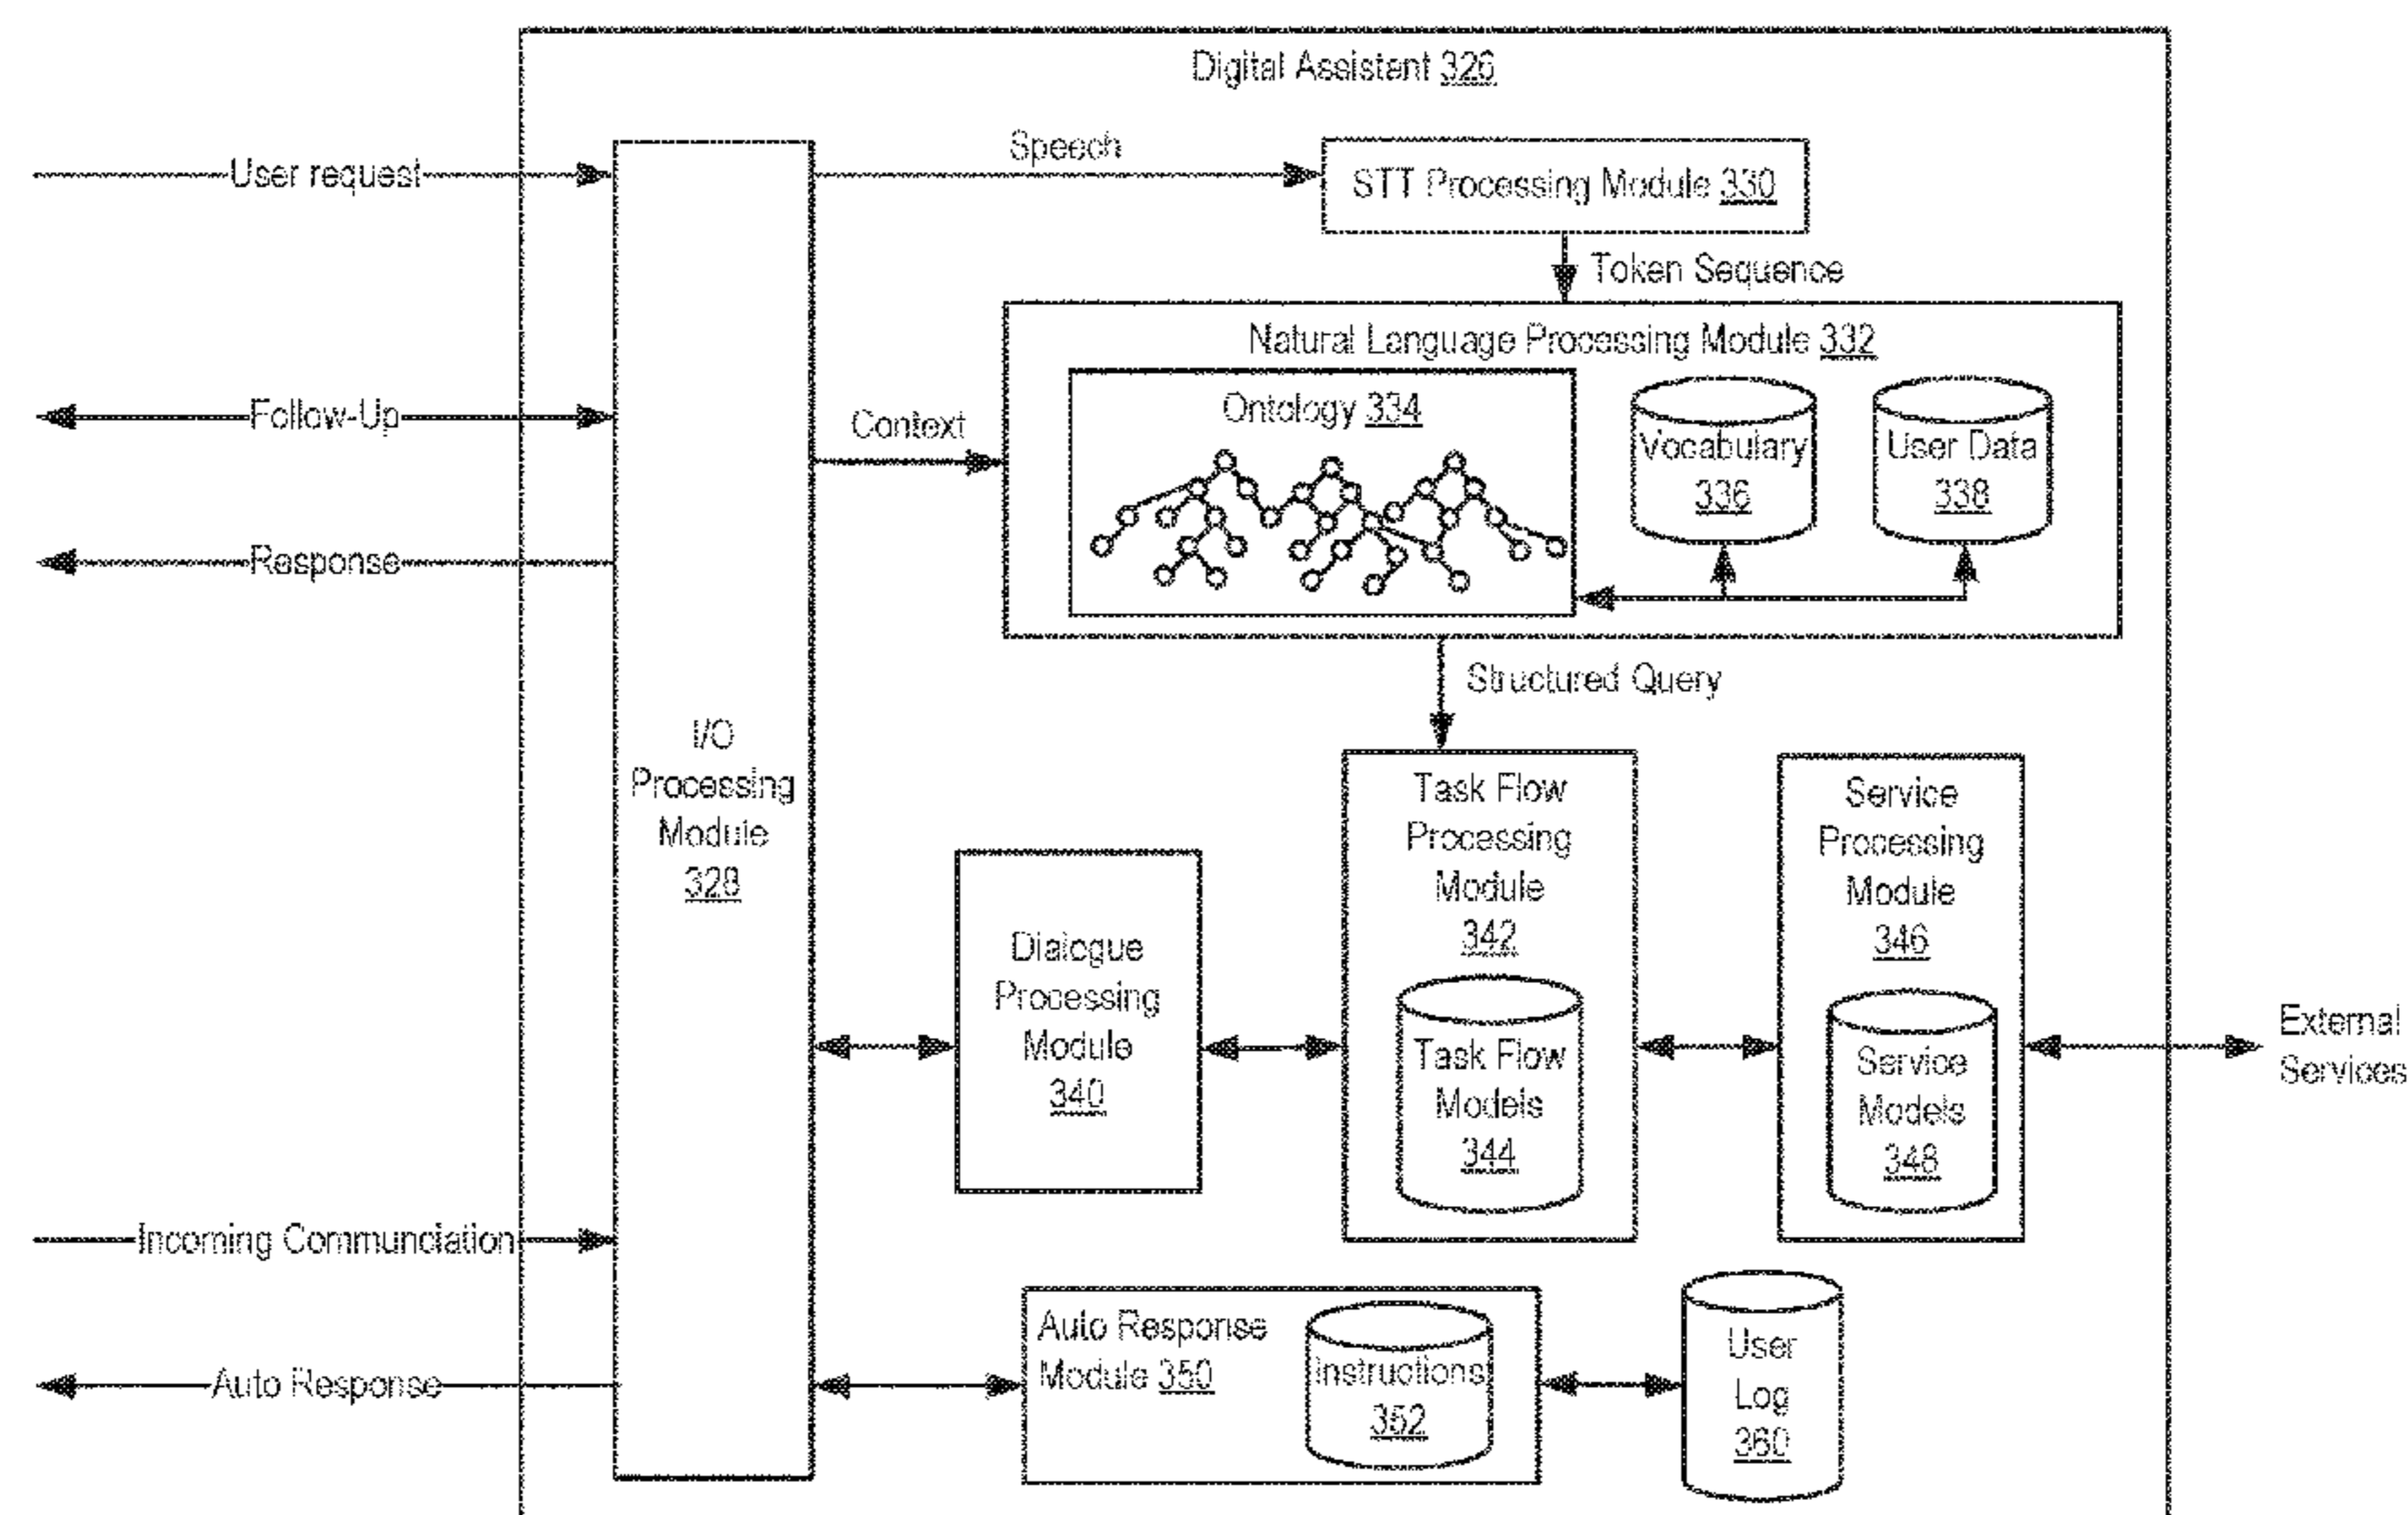 Digital Assistant 326
User request
Speech
STT Processing Module 330
Token Sequence
Natural Language Processing Module 332
Follow-Up
Context
Ontology 334
Vocabulary
336
User Data
338
Response
Structured Query
I/O
Processing
Module
328
Dialogue
Processing
Module
340
Task Flow
Processing
Module
342
Task Flow
Models
344
Service
Processing
Module
346
Service
Models
348
External
Services
Incoming Communciation
Auto Response
Auto Response
Module 350
Instructions
352
User
Log
360